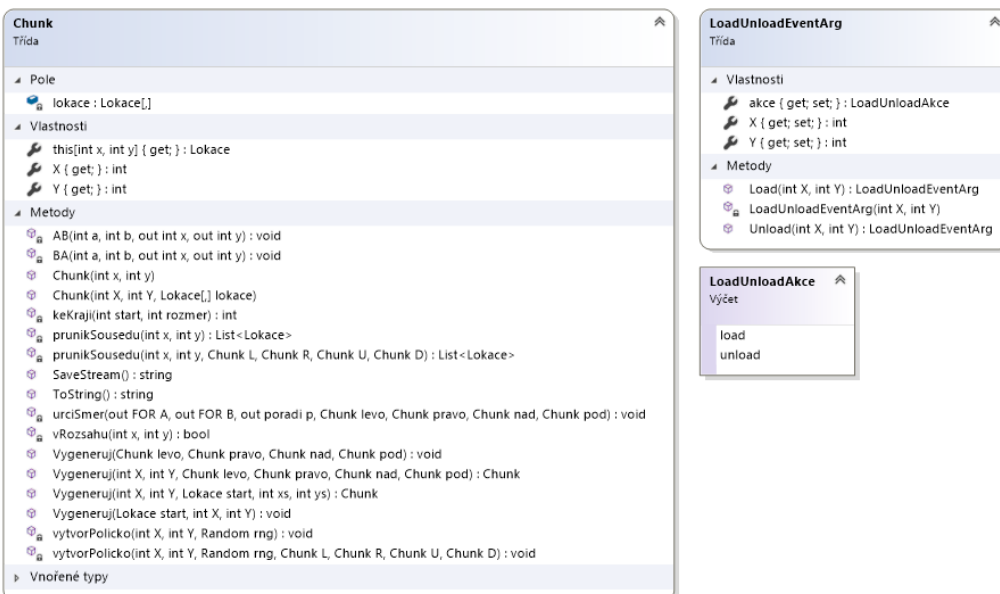 Chunk
Třída
Pole
lokace : Lokace[,]
Vlastnosti
this[int x, int y] { get; } : Lokace
X { get; } : int
Y { get; } : int
Metody
AB(int a, int b, out int x, out int y) : void
BA(int a, int b, out int x, out int y) : void
Chunk(int x, int y)
Chunk(int X, int Y, Lokace[,] lokace)
keKraji(int start, int rozmer) : int
prunikSousedu(int x, int y) : List<Lokace>
prunikSousedu(int x, int y, Chunk L, Chunk R, Chunk U, Chunk D) : List<Lokace>
SaveStream() : string
ToString() : string
urciSmer(out FOR A, out FOR B, out poradi p, Chunk levo, Chunk pravo, Chunk nad, Chunk pod) : void
vRozsahu(int x, int y) : bool
Vygeneruj(Chunk levo, Chunk pravo, Chunk nad, Chunk pod) : void
Vygeneruj(int X, int Y, Chunk levo, Chunk pravo, Chunk nad, Chunk pod) : Chunk
Vygeneruj(int X, int Y, Lokace start, int xs, int ys) : Chunk
Vygeneruj(Lokace start, int X, int Y) : void
vytvorPolicko(int X, int Y, Random rng) : void
vytvorPolicko(int X, int Y, Random rng, Chunk L, Chunk R, Chunk U, Chunk D) : void
Vnořené typy
LoadUnloadEventArg
Třída
Vlastnosti
akce { get; set; } : LoadUnloadAkce
X { get; set; } : int
Y { get; set; } : int
Metody
Load(int X, int Y) : LoadUnloadEventArg
LoadUnloadEventArg(int X, int Y)
Unload(int X, int Y) : LoadUnloadEventArg
LoadUnloadAkce
Výčet
load
unload